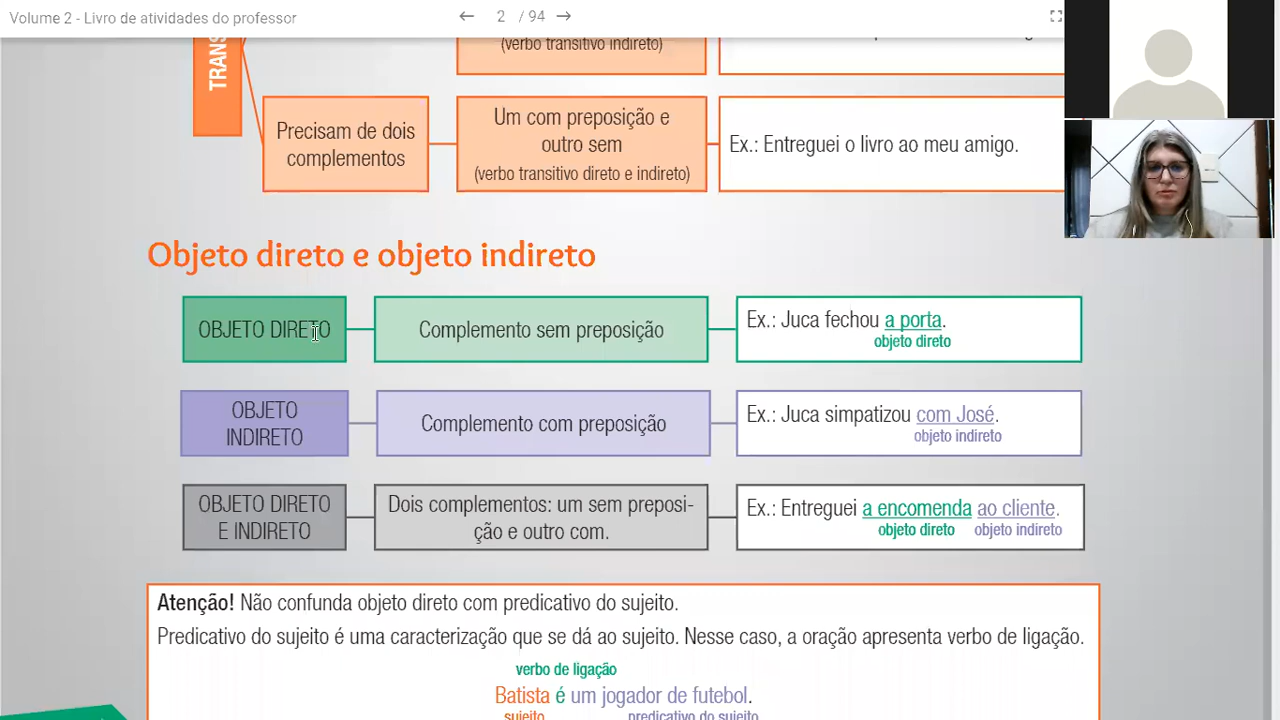 Volume 2 - Livro de atividades do professor
2 / 94
TRANS
(verbo transitivo indireto)
Precisam de dois
complementos
Um com preposição e
outro sem
(verbo transitivo direto e indireto)
Ex.: Entreguei o livro ao meu amigo.
Objeto direto e objeto indireto
OBJETO DIRETO
Complemento sem preposição
Ex.: Juca fechou a porta.
objeto direto
OBJETO
INDIRETO
Complemento com preposição
Ex.: Juca simpatizou com José.
objeto indireto
OBJETO DIRETO
E INDIRETO
Dois complementos: um sem preposi-
ção e outro com.
Ex.: Entreguei a encomenda ao cliente.
objeto direto objeto indireto
Atenção! Não confunda objeto direto com predicativo do sujeito.
Predicativo do sujeito é uma caracterização que se dá ao sujeito. Nesse caso, a oração apresenta verbo de ligação.
verbo de ligação
Batista é um jogador de futebol.
sujeito predicativo do sujeito